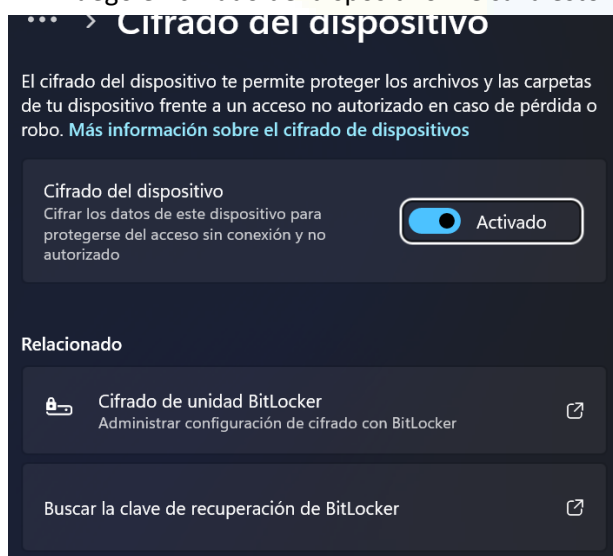 ... > Cifrado del dispositivo
El cifrado del dispositivo te permite proteger los archivos y las carpetas
de tu dispositivo frente a un acceso no autorizado en caso de pérdida o
robo. Más información sobre el cifrado de dispositivos
Cifrado del dispositivo
Cifrar los datos de este dispositivo para
protegerse del acceso sin conexión y no
autorizado
Activado
Relacionado
Cifrado de unidad BitLocker
Administrar configuración de cifrado con BitLocker
Buscar la clave de recuperación de BitLocker